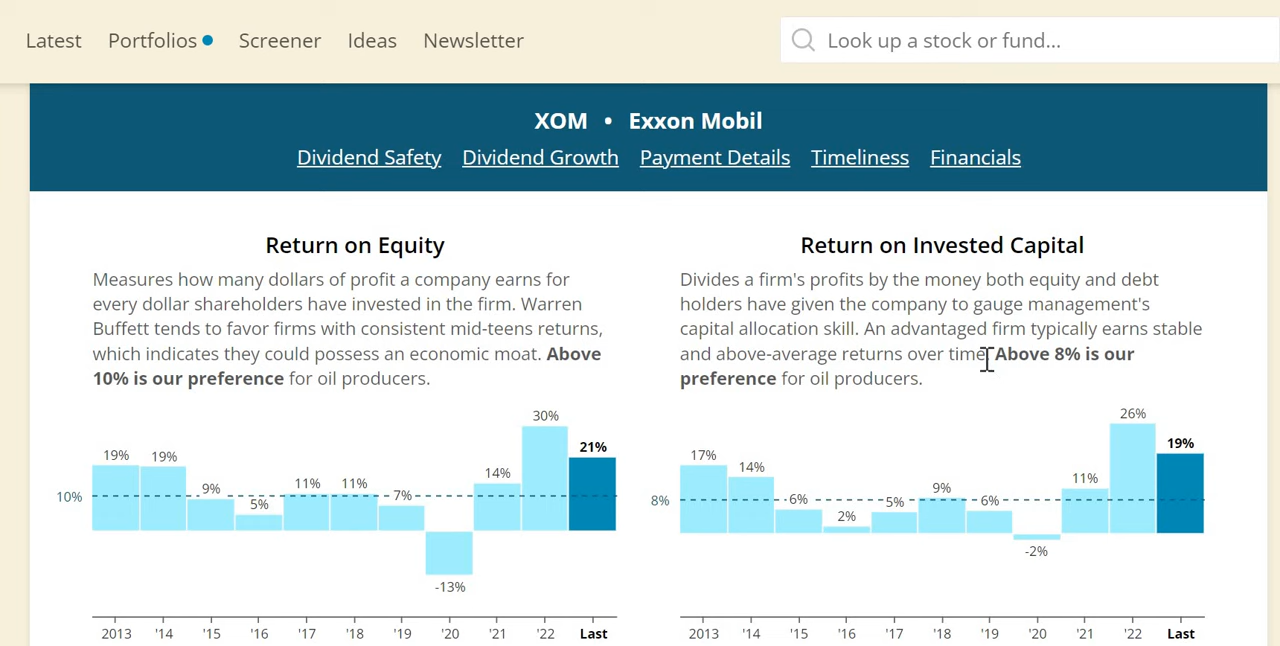 Latest Portfolios Screener Ideas Newsletter Look up a stock or fund...
XOM • Exxon Mobil
Dividend Safety Dividend Growth Payment Details Timeliness Financials
Return on Equity
Measures how many dollars of profit a company earns for
every dollar shareholders have invested in the firm. Warren
Buffett tends to favor firms with consistent mid-teens returns,
which indicates they could possess an economic moat. Above
10% is our preference for oil producers.
30%
21%
19% 19%
14%
11% 11%
9%
7%
5%
10%
-13%
2013 '14 '15 '16 '17 '18 '19 '20 '21 '22 Last
Return on Invested Capital
Divides a firm's profits by the money both equity and debt
holders have given the company to gauge management's
capital allocation skill. An advantaged firm typically earns stable
and above-average returns over time. Above 8% is our
preference for oil producers.
26%
19%
17%
14%
11%
9%
6% 6%
5%
2%
8%
-2%
2013 '14 '15 '16 '17 '18 '19 '20 '21 '22 Last